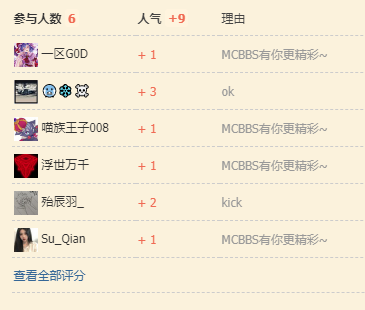 参与人数 6 人气 +9 理由
一区G0D + 1 MCBBS有你更精彩~
+ 3 ok
喵族王子008 + 1 MCBBS有你更精彩~
浮世万千 + 1 MCBBS有你更精彩~
殆辰羽_ + 2 kick
Su_Qian + 1 MCBBS有你更精彩~
查看全部评分